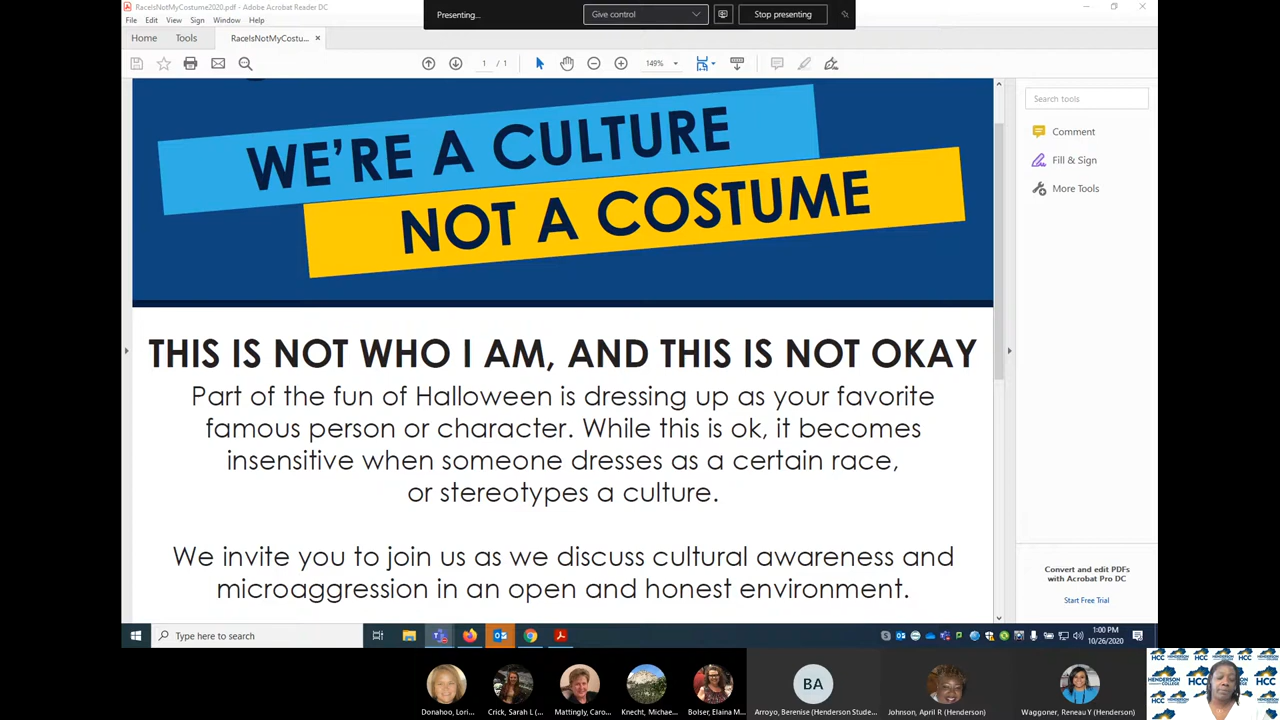 RaceIsNotMyCostume2020.pdf - Adobe Acrobat Reader DC
Presenting...
Give control
Stop presenting
File Edit View Sign Window Help
Home Tools RaceIsNotMyCostu...
1 / 1
149%
Search tools
Comment
Fill & Sign
More Tools
WE'RE A CULTURE
NOT A COSTUME
THIS IS NOT WHO I AM, AND THIS IS NOT OKAY
Part of the fun of Halloween is dressing up as your favorite
famous person or character. While this is ok, it becomes
insensitive when someone dresses as a certain race,
or stereotypes a culture.
We invite you to join us as we discuss cultural awareness and
microaggression in an open and honest environment.
Convert and edit PDFs
with Acrobat Pro DC
Start Free Trial
Type here to search
1:00 PM
10/26/2020
BA
Donahoo, Lori...
Crick, Sarah L (...
Mattingly, Caro...
Knecht, Michae...
Bolser, Elaina M...
Arroyo, Berenise (Henderson Stude...
Johnson, April R (Henderson)
Waggoner, Reneau Y (Henderson)
HCC
HENDERSON